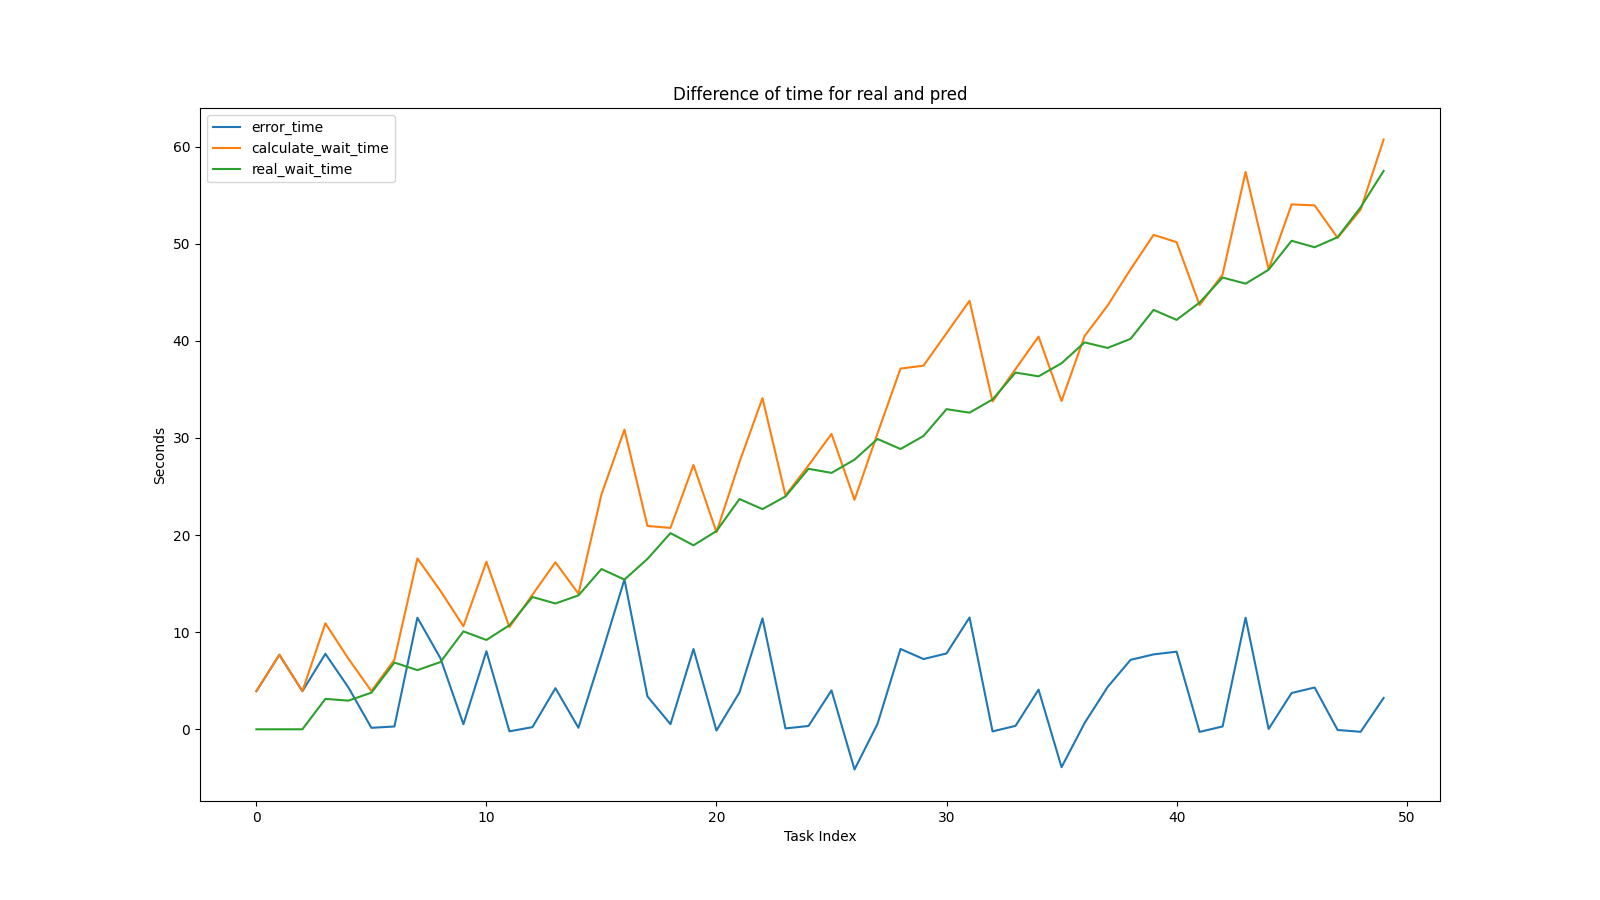 Difference of time for real and pred
error_time
calculate_wait_time
real_wait_time
60
50
40
30
20
10
0
Seconds
0 10 20 30 40 50
Task Index